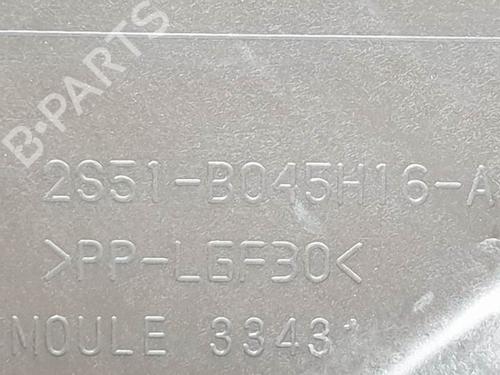 B-PARTS
2S51-B045H16-A
>PP-LGF30<
MOULE 3343